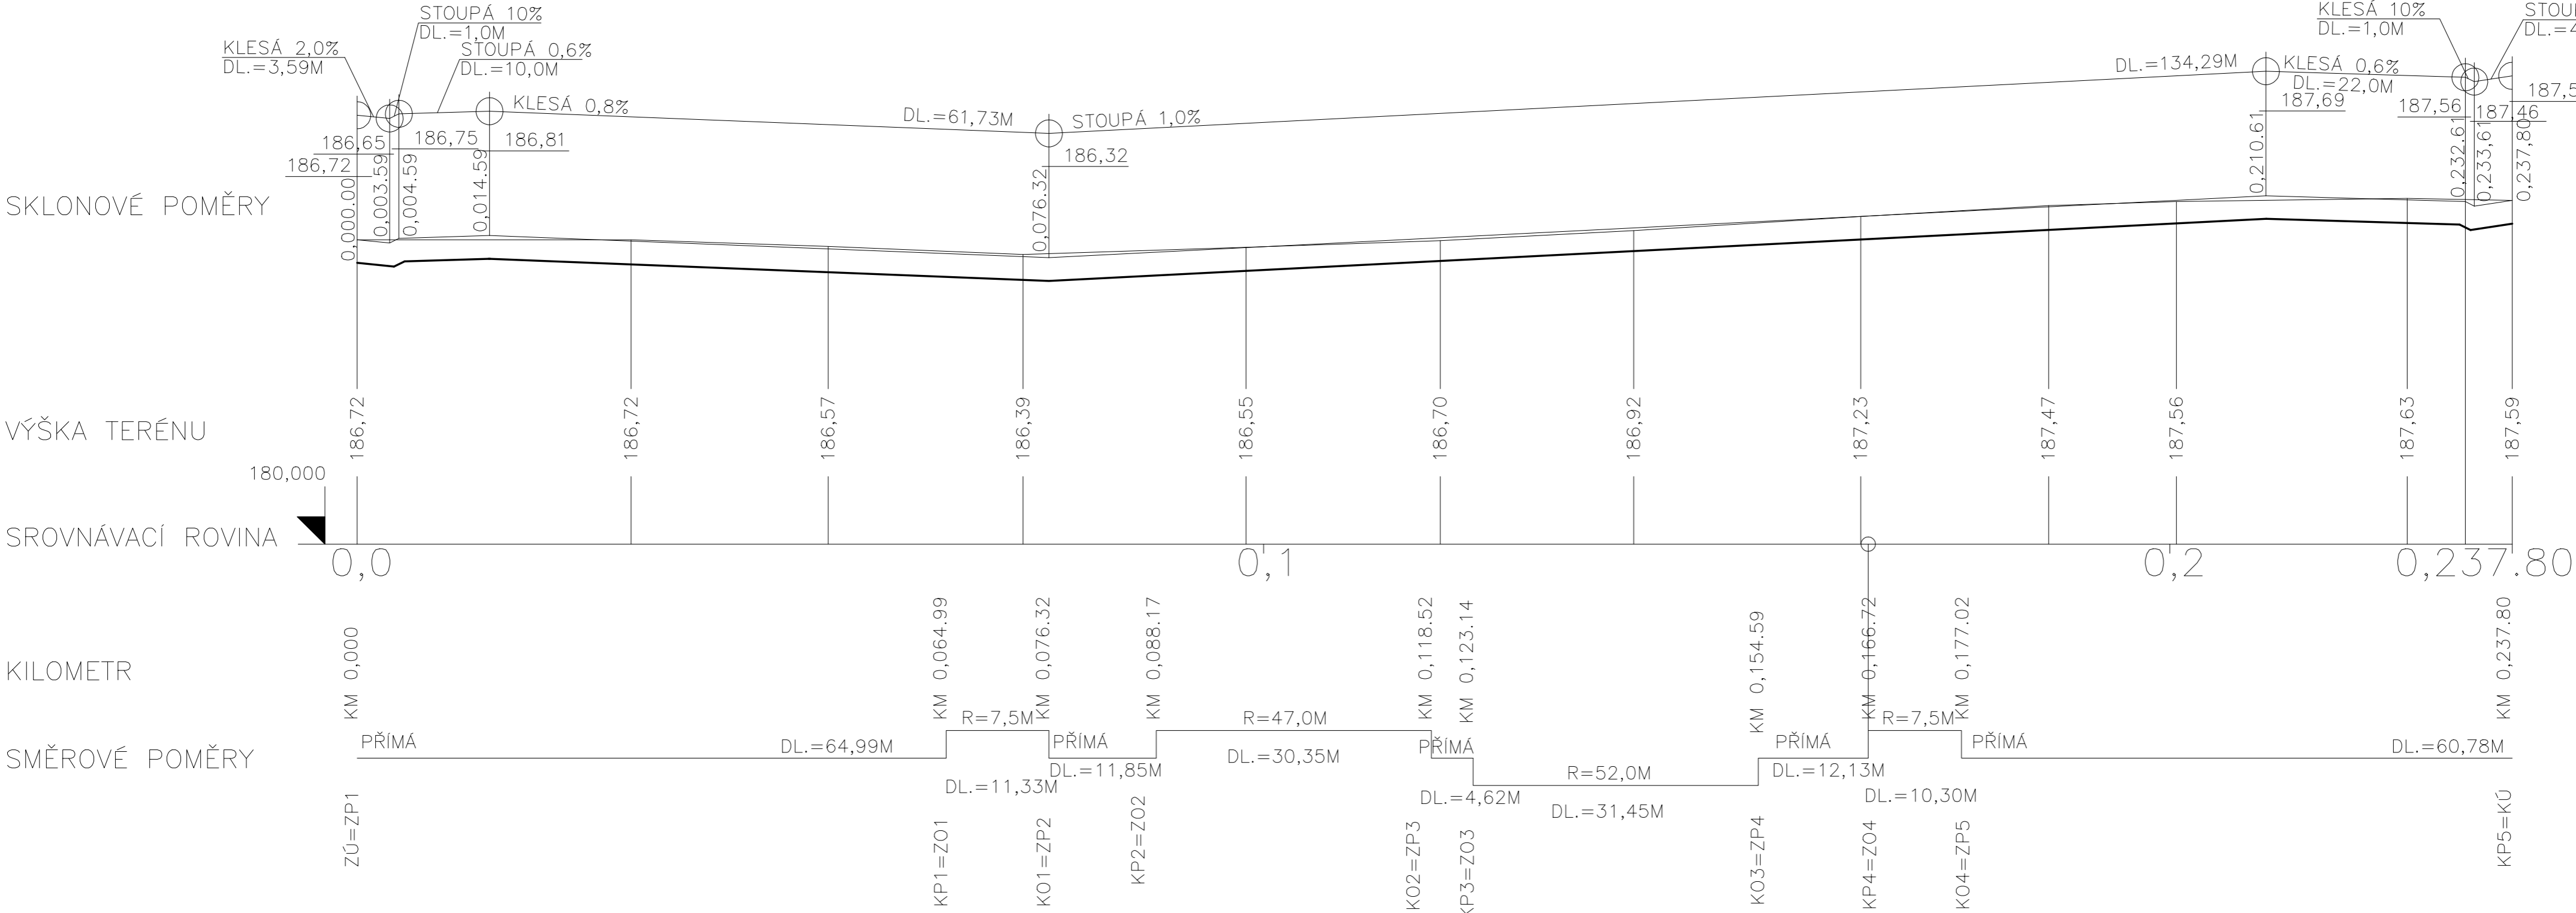 STOUPÁ 10%
DL.=1,0M
KLESÁ 2,0%
DL.=3,59M
STOUPÁ 0,6%
DL.=10,0M
KLESÁ 0,8%
DL.=61,73M
STOUPÁ 1,0%
DL.=134,29M
KLESÁ 0,6%
DL.=22,0M
KLESÁ 10%
DL.=1,0M
186,72
186,65
186,75
186,81
186,32
187,69
187,56
187,46
0,000.00
0,003.59
0,004.59
0,014.59
0,076.32
0,210.61
0,232.61
0,233,61
0,237,80
SKLONOVÉ POMĚRY
VÝŠKA TERÉNU
186,72
186,72
186,57
186,39
186,55
186,70
186,92
187,23
187,47
187,56
187,63
187,59
180,000
SROVNÁVACÍ ROVINA
0,0
0,1
0,2
0,237.80
KILOMETR
KM 0,000
KM 0,064.99
KM 0,076.32
KM 0,088.17
KM 0,118.52
KM 0,123.14
KM 0,154.59
KM 0,166.72
KM 0,177.02
KM 0,237.80
SMĚROVÉ POMĚRY
PŘÍMÁ
DL.=64,99M
R=7,5M
DL.=11,33M
PŘÍMÁ
DL.=11,85M
R=47,0M
DL.=30,35M
PŘÍMÁ
DL.=4,62M
R=52,0M
DL.=31,45M
PŘÍMÁ
DL.=12,13M
R=7,5M
DL.=10,30M
PŘÍMÁ
DL.=60,78M
ZÚ=ZP1
KP1=ZO1
KO1=ZP2
KP2=ZO2
KO2=ZP3
KP3=ZO3
KO3=ZP4
KP4=ZO4
KO4=ZP5
KP5=KÚ